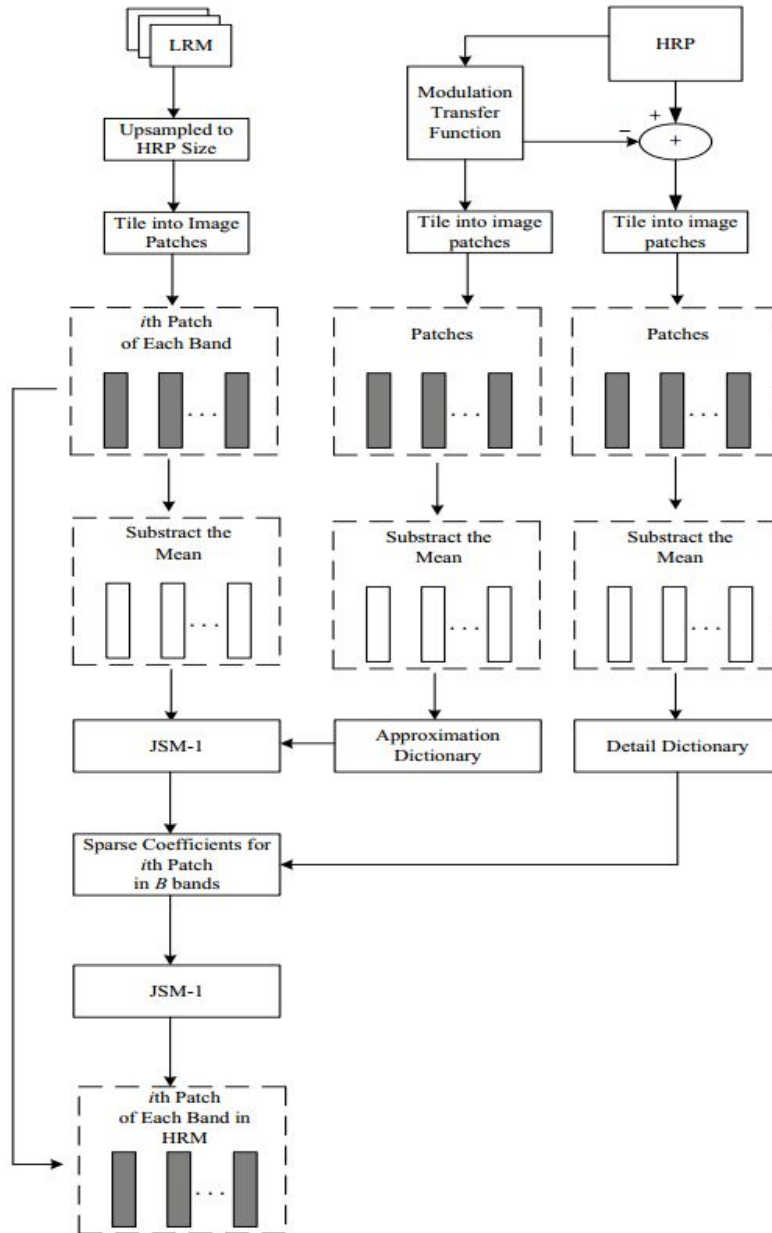 LRM
HRP
Modulation
Transfer
Function
+
−
+
Upsampled to
HRP Size
Tile into Image
Patches
Tile into image
patches
Tile into image
patches
ith Patch
of Each Band
...
Patches
...
Patches
...
Substract the
Mean
...
Substract the
Mean
...
Substract the
Mean
...
JSM-1
Approximation
Dictionary
Detail Dictionary
Sparse Coefficients for
ith Patch
in B bands
JSM-1
ith Patch
of Each Band in
HRM
...